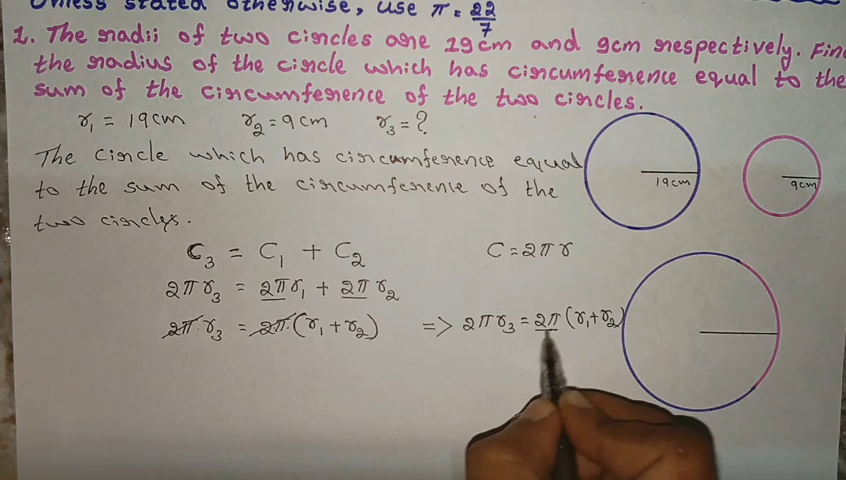 Unless stated otherwise, use π = 22/7
1. The radii of two circles are 19cm and 9cm respectively. Find
the radius of the circle which has circumference equal to the
sum of the circumference of the two circles.
r₁ = 19cm r₂ = 9cm r₃ = ?
The circle which has circumference equal
to the sum of the circumference of the
two circles.
19cm
9cm
C₃ = C₁ + C₂ C = 2πr
2πr₃ = 2πr₁ + 2πr₂
2π·r₃ = 2π·(r₁+r₂) => 2πr₃ = 2π(r₁+r₂)